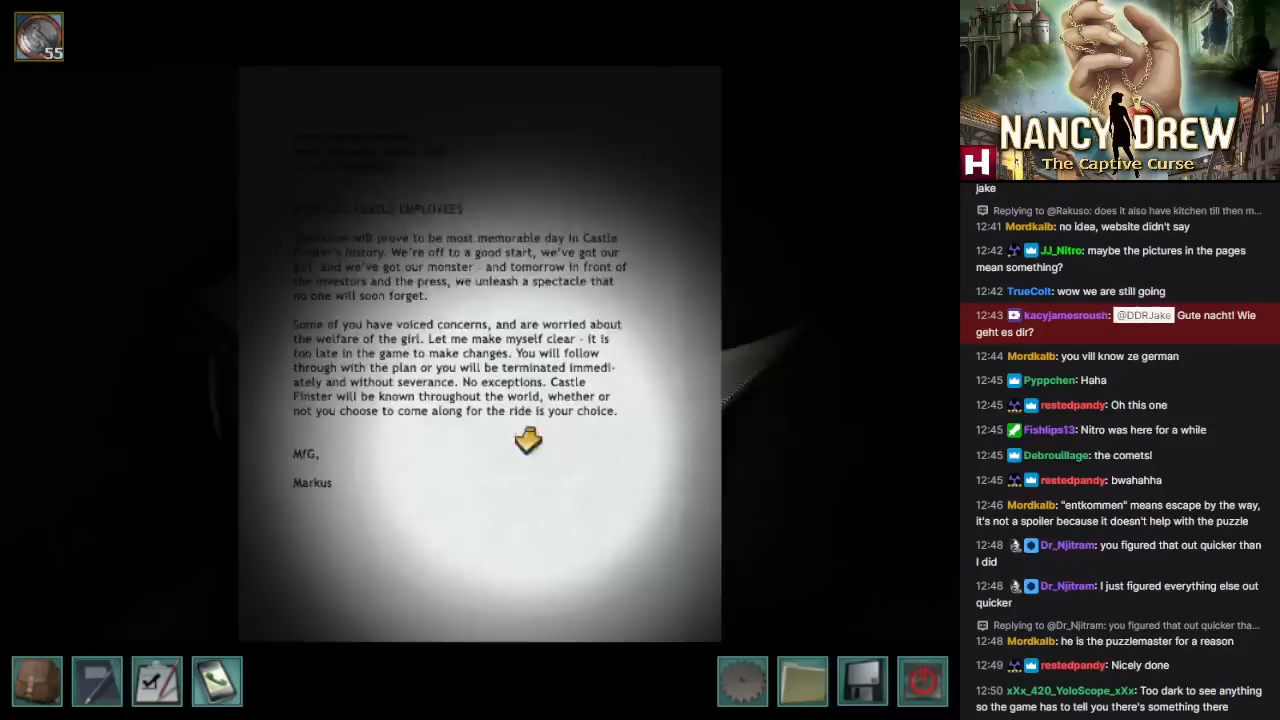 55
CASTLE EMPLOYEES
will prove to be most memorable day in Castle
Finster's history. We're off to a good start, we've got our
girl, and we've got our monster - and tomorrow in front of
the investors and the press, we unleash a spectacle that
no one will soon forget.
Some of you have voiced concerns, and are worried about
the welfare of the girl. Let me make myself clear - it is
too late in the game to make changes. You will follow
through with the plan or you will be terminated immedi-
ately and without severance. No exceptions. Castle
Finster will be known throughout the world, whether or
not you choose to come along for the ride is your choice.
MfG,
Markus
NANCY DREW
The Captive Curse
H
jake
Replying to @Rakuso: does it also have kitchen till then m...
12:41 Mordkalb: no idea, website didn't say
12:42 JJ_Nitro: maybe the pictures in the pages
mean something?
12:42 TrueColt: wow we are still going
12:43 kacyjamesroush: @DDRJake Gute nacht! Wie
geht es dir?
12:44 Mordkalb: you vill know ze german
12:45 Pyppchen: Haha
12:45 restedpandy: Oh this one
12:45 Fishlips13: Nitro was here for a while
12:45 Debrouillage: the comets!
12:45 restedpandy: bwahahha
12:46 Mordkalb: "entkommen" means escape by the way,
it's not a spoiler because it doesn't help with the puzzle
12:48 Dr_Njitram: you figured that out quicker than
I did
12:48 Dr_Njitram: I just figured everything else out
quicker
Replying to @Dr_Njitram: you figured that out quicker tha...
12:48 Mordkalb: he is the puzzlemaster for a reason
12:49 restedpandy: Nicely done
12:50 xXx_420_YoloScope_xXx: Too dark to see anything
so the game has to tell you there's something there